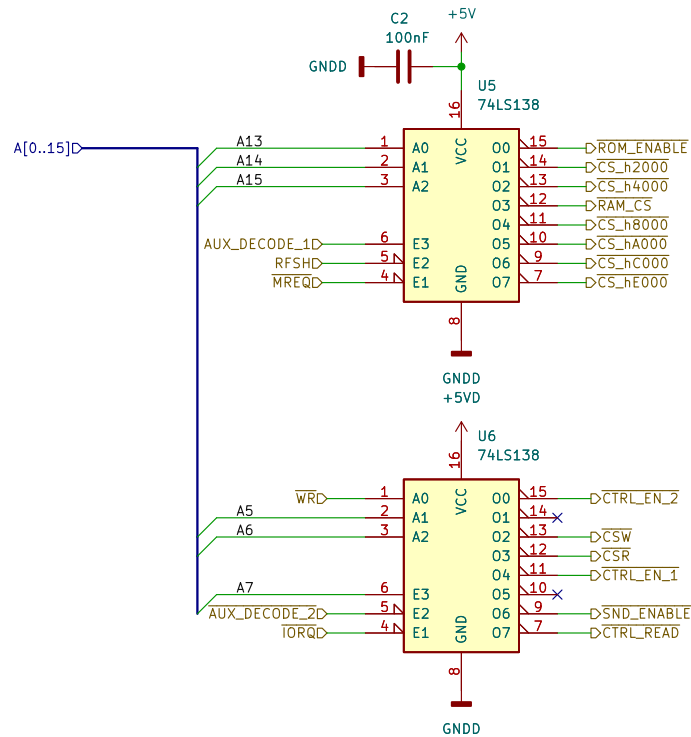 C2
100nF
+5V
GNDD
U5
74LS138
16
VCC
A[0..15]
A13 1 A0 O0 15 ROM_ENABLE
A14 2 A1 O1 14 CS_h2000
A15 3 A2 O2 13 CS_h4000
O3 12 RAM_CS
O4 11 CS_h8000
AUX_DECODE_1 6 E3 O5 10 CS_hA000
RFSH 5 E2 O6 9 CS_hC000
MREQ 4 E1 O7 7 CS_hE000
GND
8
GNDD
+5VD
U6
74LS138
16
VCC
WR 1 A0 O0 15 CTRL_EN_2
A5 2 A1 O1 14
A6 3 A2 O2 13 CSW
O3 12 CSR
O4 11 CTRL_EN_1
A7 6 E3 O5 10
AUX_DECODE_2 5 E2 O6 9 SND_ENABLE
IORQ 4 E1 O7 7 CTRL_READ
GND
8
GNDD